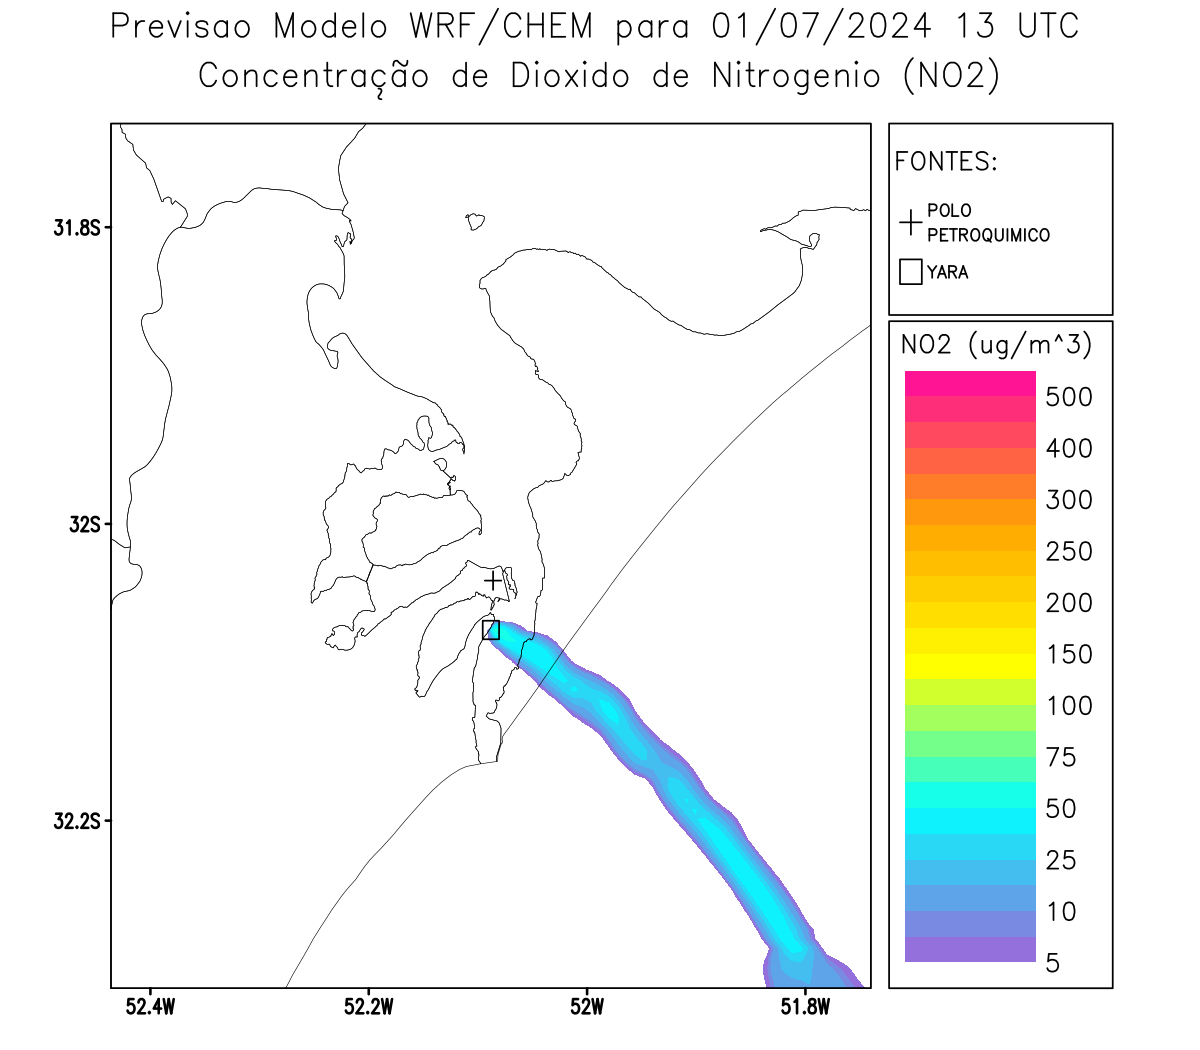 Previsao Modelo WRF/CHEM para 01/07/2024 13 UTC
Concentração de Dioxido de Nitrogenio (NO2)
FONTES:
POLO
PETROQUIMICO
YARA
NO2 (ug/m^3)
500
400
300
250
200
150
100
75
50
25
10
5
31.8S
32S
32.2S
52.4W
52.2W
52W
51.8W